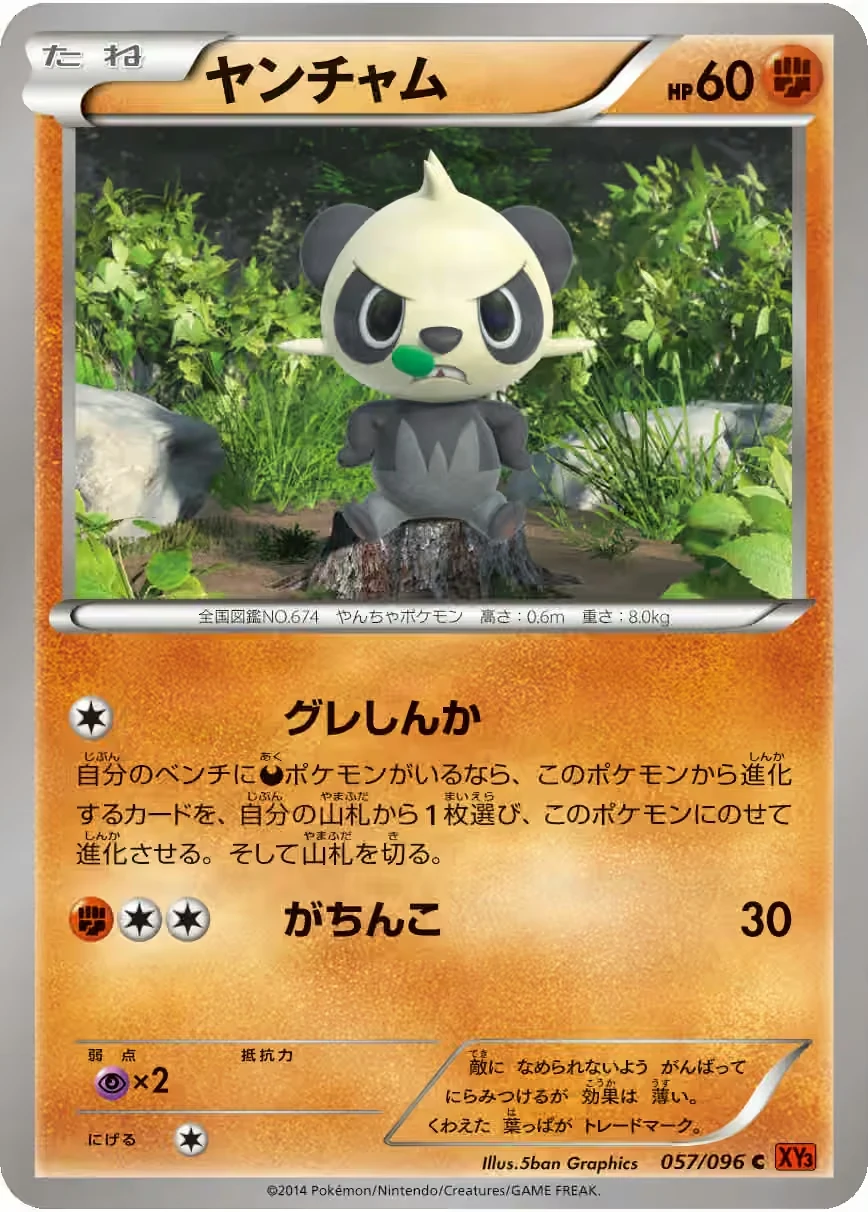 たね ヤンチャム HP60
全国図鑑NO.674 やんちゃポケモン 高さ：0.6m 重さ：8.0kg
グレしんか
自分のベンチにポケモンがいるなら、このポケモンから進化
するカードを、自分の山札から1枚選び、このポケモンにのせて
進化させる。そして山札を切る。
がちんこ 30
弱点 抵抗力
×2
にげる
敵に なめられないよう がんばって
にらみつけるが 効果は 薄い。
くわえた 葉っぱが トレードマーク。
Illus.5ban Graphics 057/096 C XY3
©2014 Pokémon/Nintendo/Creatures/GAME FREAK.